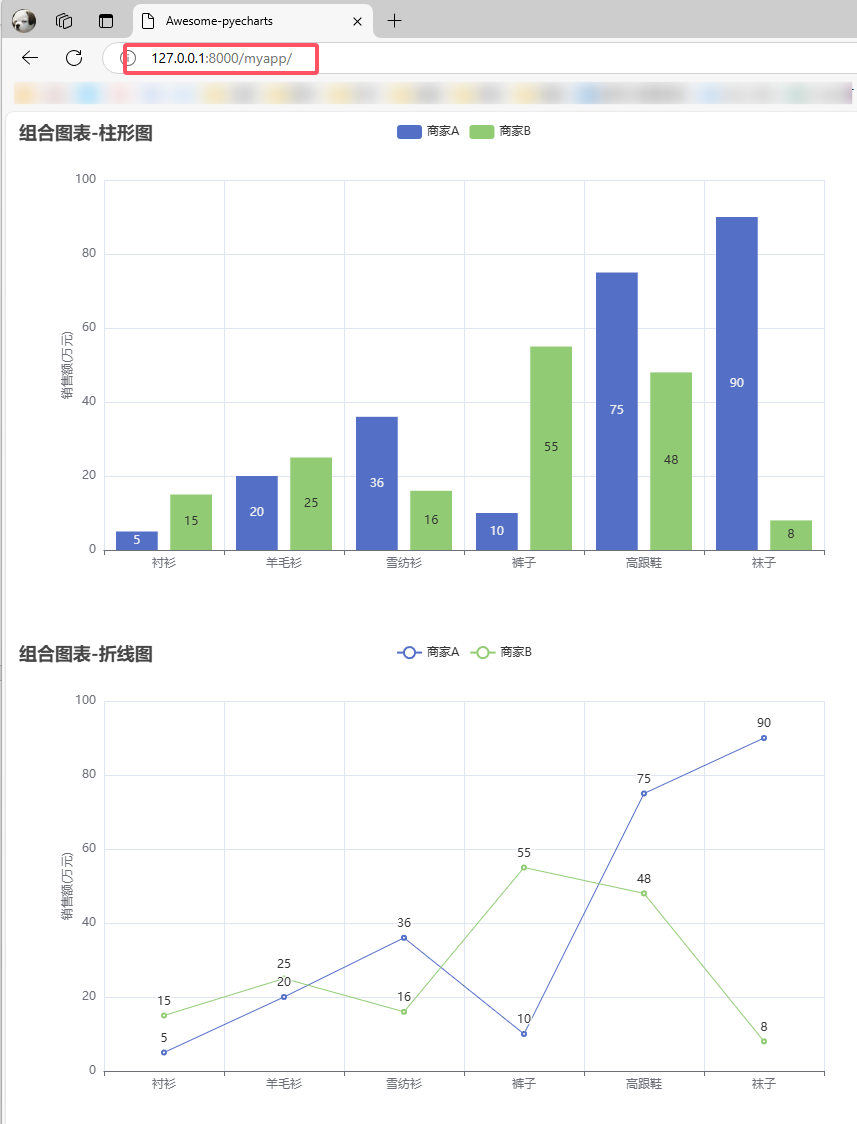 Awesome-pyecharts
127.0.0.1:8000/myapp/
组合图表-柱形图
商家A 商家B
100
80
60
40
20
0
销售额(万元)
5 15 20 25 36 16 10 55 75 48 90 8
衬衫 羊毛衫 雪纺衫 裤子 高跟鞋 袜子
组合图表-折线图
商家A 商家B
100
80
60
40
20
0
销售额(万元)
5 15 20 25 36 16 10 55 75 48 90 8
衬衫 羊毛衫 雪纺衫 裤子 高跟鞋 袜子